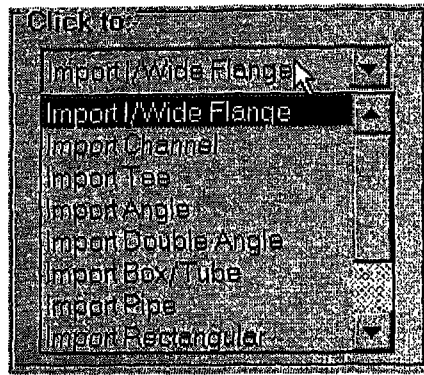 Click to:
Import I/Wide Flange
Import I/Wide Flange
Import Channel
Import Tee
Import Angle
Import Double Angle
Import Box/Tube
Import Pipe
Import Rectangular